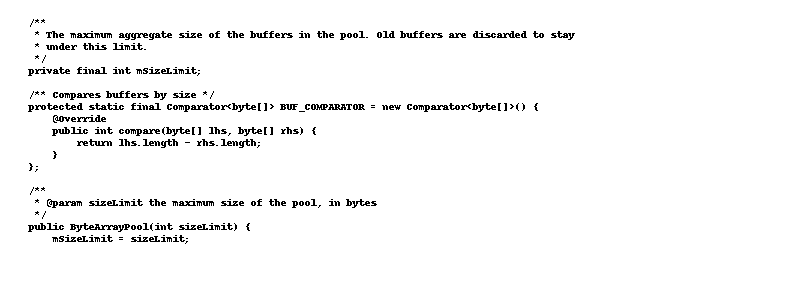 /**
 * The maximum aggregate size of the buffers in the pool. Old buffers are discarded to stay
 * under this limit.
 */
private final int mSizeLimit;

/** Compares buffers by size */
protected static final Comparator<byte[]> BUF_COMPARATOR = new Comparator<byte[]>() {
    @Override
    public int compare(byte[] lhs, byte[] rhs) {
        return lhs.length - rhs.length;
    }
};

/**
 * @param sizeLimit the maximum size of the pool, in bytes
 */
public ByteArrayPool(int sizeLimit) {
    mSizeLimit = sizeLimit;